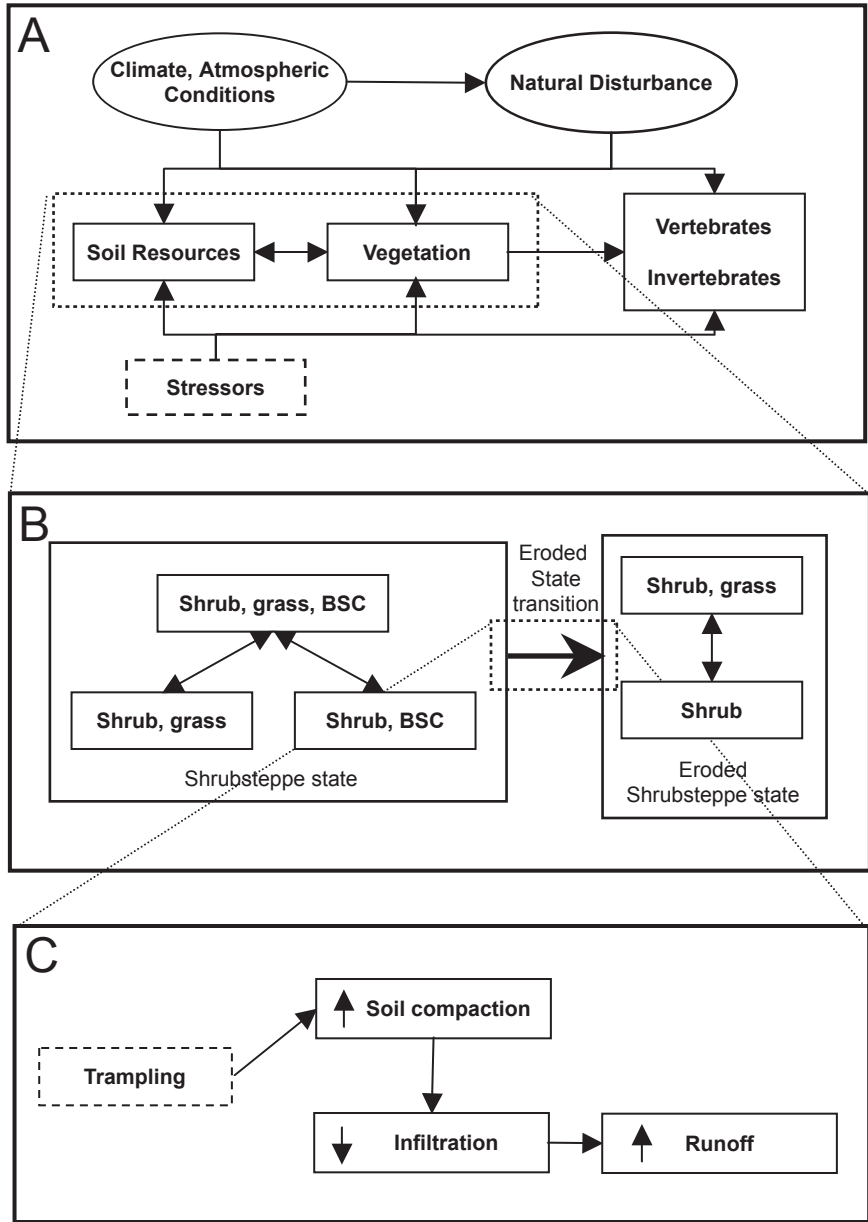 A
Climate, Atmospheric
Conditions
Natural Disturbance
Soil Resources
Vegetation
Vertebrates
Invertebrates
Stressors
B
Shrub, grass, BSC
Shrub, grass
Shrub, BSC
Shrubsteppe state
Eroded
State
transition
Shrub, grass
Shrub
Eroded
Shrubsteppe state
C
Soil compaction
Trampling
Infiltration
Runoff